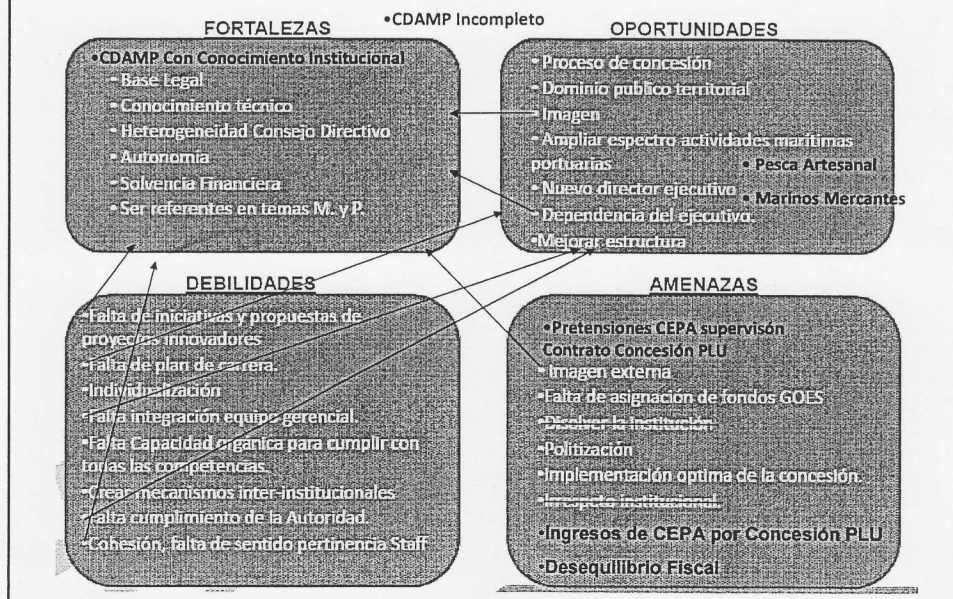 •CDAMP Incompleto
FORTALEZAS
•CDAMP Con Conocimiento Institucional
•Base Legal
•Conocimiento técnico
•Heterogeneidad Consejo Directivo
•Autonomía
•Solvencia Financiera
•Ser referentes en temas M. y P.
OPORTUNIDADES
•Proceso de concesión
•Dominio publico territorial
•Imagen
•Ampliar espectro actividades marítimas
portuarias
• Pesca Artesanal
•Nuevo director ejecutivo
• Marinos Mercantes
•Dependencia del ejecutivo.
•Mejorar estructura
DEBILIDADES
•Falta de iniciativas y propuestas de
proyectos innovadores
•Falta de plan de carrera.
•Individualización
•Falta integración equipo gerencial.
•Falta Capacidad orgánica para cumplir con
todas las competencias.
•Crear mecanismos inter-institucionales
•Falta cumplimiento de la Autoridad.
•Cohesión, falta de sentido pertinencia Staff
AMENAZAS
•Pretensiones CEPA supervisón
Contrato Concesión PLU
•Imagen externa
•Falta de asignación de fondos GOES
•Disolver la institución
•Politización
•Implementación optima de la concesión.
•Irrespeto institucional.
•Ingresos de CEPA por Concesión PLU
•Desequilibrio Fiscal